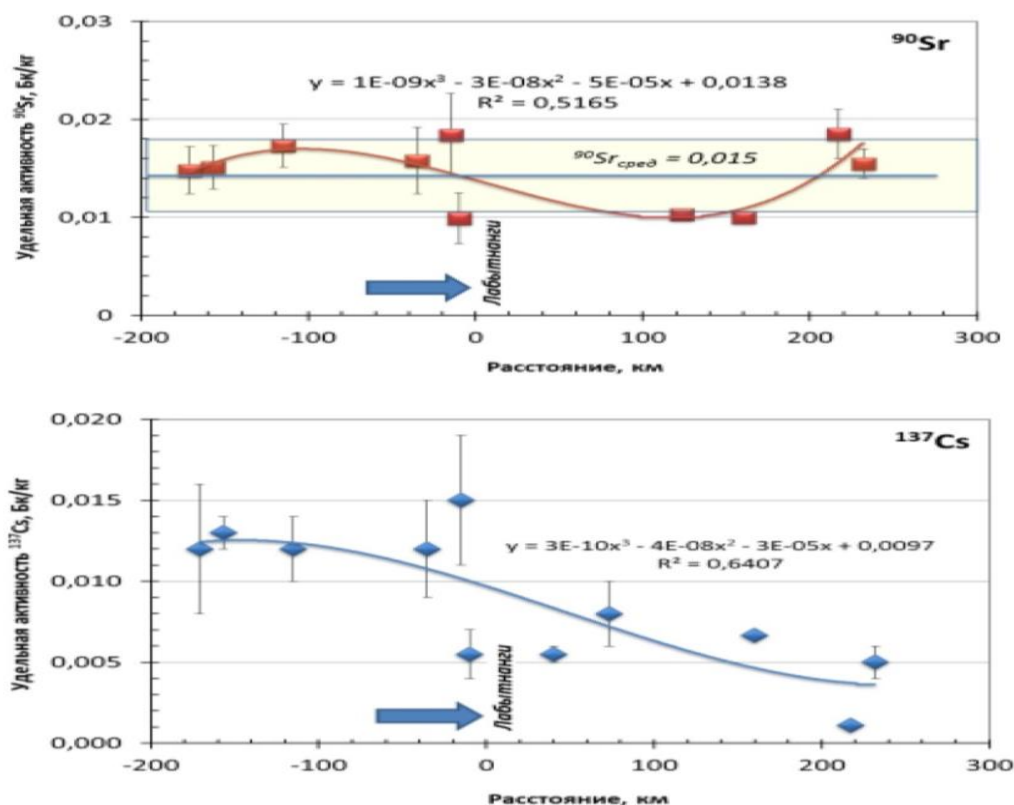 0,03
0,02
0,01
0
Удельная активность ⁹⁰Sr, Бк/кг
⁹⁰Sr
y = 1E-09x³ - 3E-08x² - 5E-05x + 0,0138
R² = 0,5165
⁹⁰Srсред = 0,015
Лабытнанги
-200 -100 0 100 200 300
Расстояние, км
0,020
0,015
0,010
0,005
0,000
Удельная активность ¹³⁷Cs, Бк/кг
¹³⁷Cs
y = 3E-10x³ - 4E-08x² - 3E-05x + 0,0097
R² = 0,6407
Лабытнанги
-200 -100 0 100 200 300
Расстояние, км